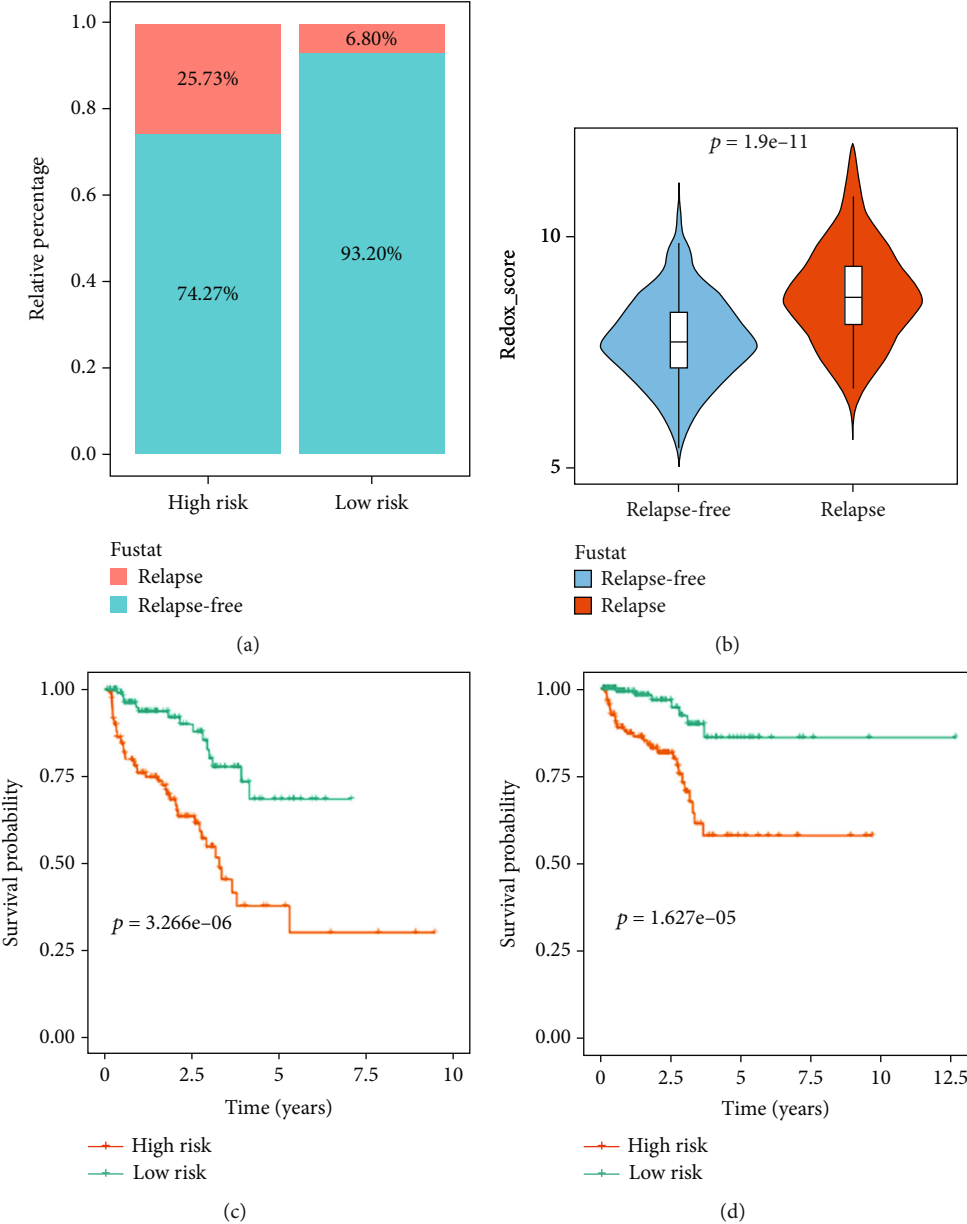 1.0
0.8
0.6
0.4
0.2
0.0
Relative percentage
25.73%
74.27%
6.80%
93.20%
High risk
Low risk
Fustat
Relapse
Relapse-free
(a)
p = 1.9e–11
10
5
Redox_score
Relapse-free
Relapse
Fustat
Relapse-free
Relapse
(b)
1.00
0.75
0.50
0.25
0.00
Survival probability
p = 3.266e–06
0 2.5 5 7.5 10
Time (years)
High risk
Low risk
(c)
1.00
0.75
0.50
0.25
0.00
Survival probability
p = 1.627e–05
0 2.5 5 7.5 10 12.5
Time (years)
High risk
Low risk
(d)